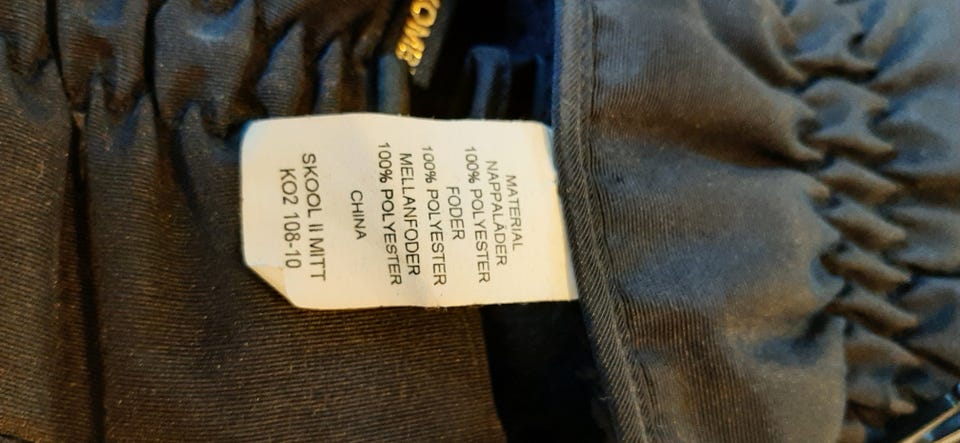 MATERIAL
NAPPALÄDER
100% POLYESTER
FODER
100% POLYESTER
MELLANFODER
100% POLYESTER
CHINA
SKOOL II MITT
KO2 108-10